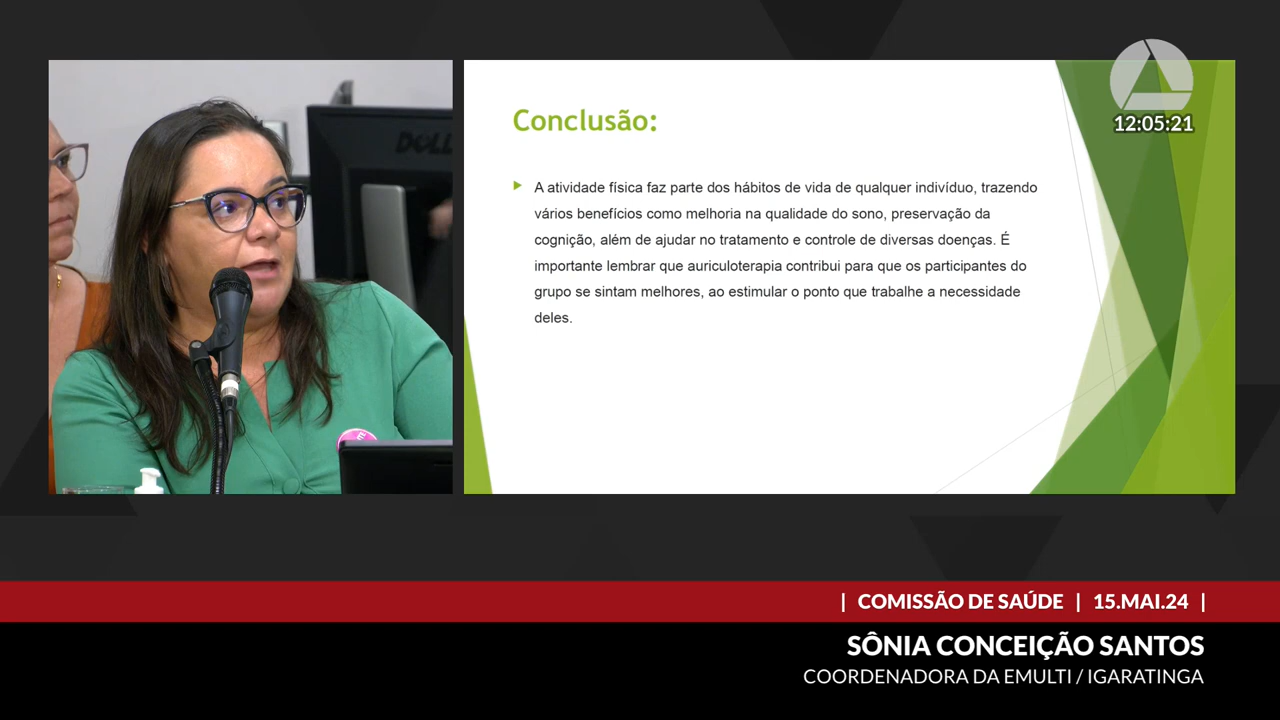 DELL
Conclusão:
12:05:21
A atividade física faz parte dos hábitos de vida de qualquer indivíduo, trazendo
vários benefícios como melhoria na qualidade do sono, preservação da
cognição, além de ajudar no tratamento e controle de diversas doenças. É
importante lembrar que auriculoterapia contribui para que os participantes do
grupo se sintam melhores, ao estimular o ponto que trabalhe a necessidade
deles.
| COMISSÃO DE SAÚDE | 15.MAI.24 |
SÔNIA CONCEIÇÃO SANTOS
COORDENADORA DA EMULTI / IGARATINGA